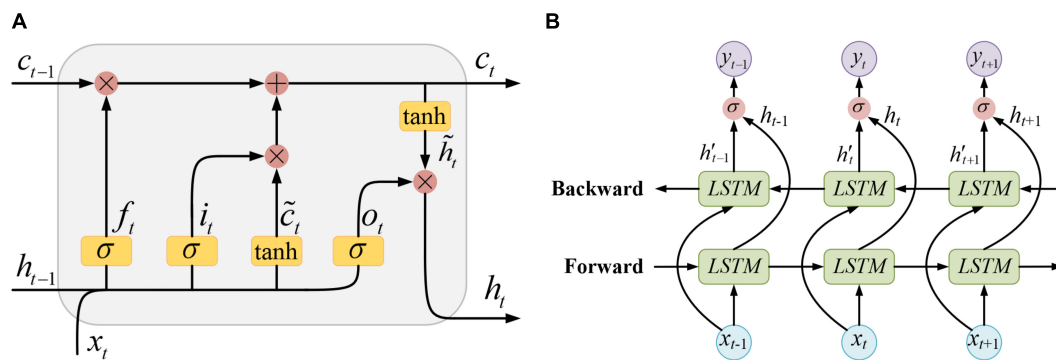 A
c_{t-1}
c_t
tanh
h̃_t
f_t
i_t
c̃_t
o_t
σ
σ
tanh
σ
h_{t-1}
x_t
h_t
B
y_{t-1} y_t y_{t+1}
σ h_{t-1} σ h_t σ h_{t+1}
h'_{t-1} h'_t h'_{t+1}
Backward LSTM LSTM LSTM
Forward LSTM LSTM LSTM
x_{t-1} x_t x_{t+1}